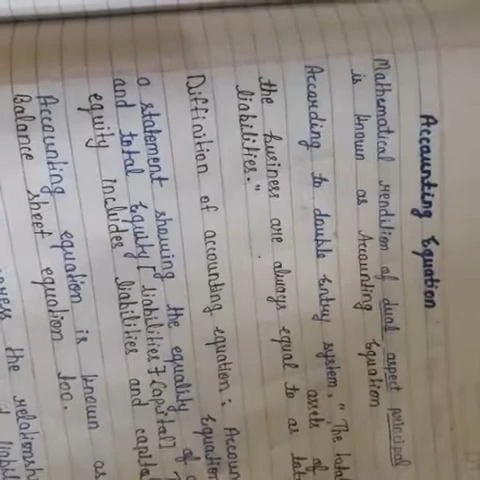 Accounting Equation
Mathematical rendition of dual aspect principal
is known as Accounting Equation
According to double Entry system, " The total
assets of
the business are always equal to as total
liabilities."
Diffinition of accounting equation: Accoun
Equation
a statement showing the equality of
and total Equity [ liabilities + Capital]
equity includes liabilities and capital
Accounting equation is known as
Balance sheet equation too.
the relationship